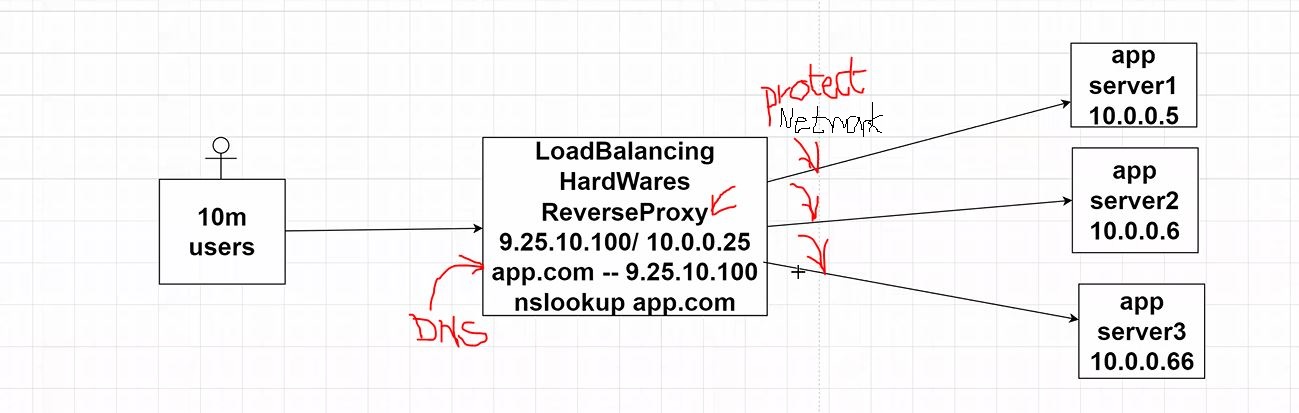 10m
users
LoadBalancing
HardWares
ReverseProxy
9.25.10.100/ 10.0.0.25
app.com -- 9.25.10.100
nslookup app.com
DNS
protect
Network
app
server1
10.0.0.5
app
server2
10.0.0.6
app
server3
10.0.0.66